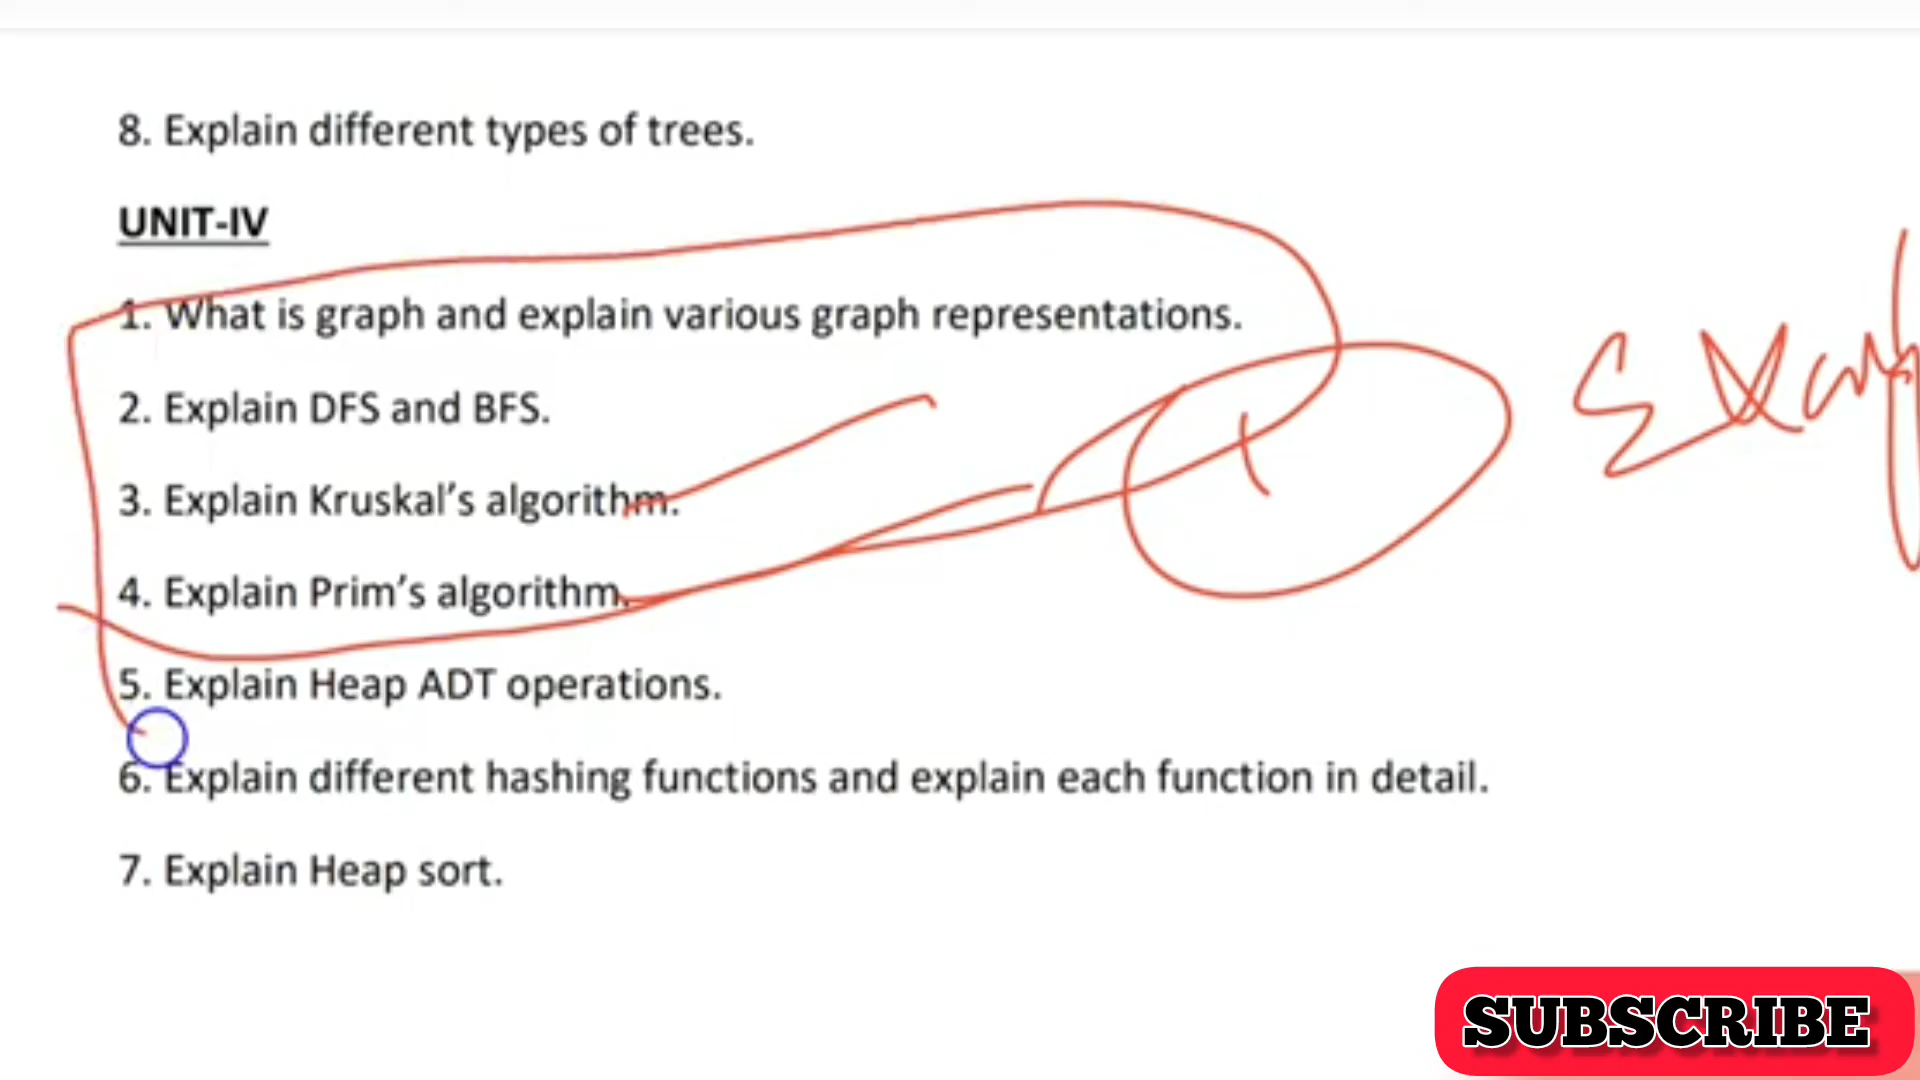 8. Explain different types of trees.
UNIT-IV
1. What is graph and explain various graph representations.
2. Explain DFS and BFS.
3. Explain Kruskal's algorithm.
4. Explain Prim's algorithm.
5. Explain Heap ADT operations.
6. Explain different hashing functions and explain each function in detail.
7. Explain Heap sort.
SUBSCRIBE